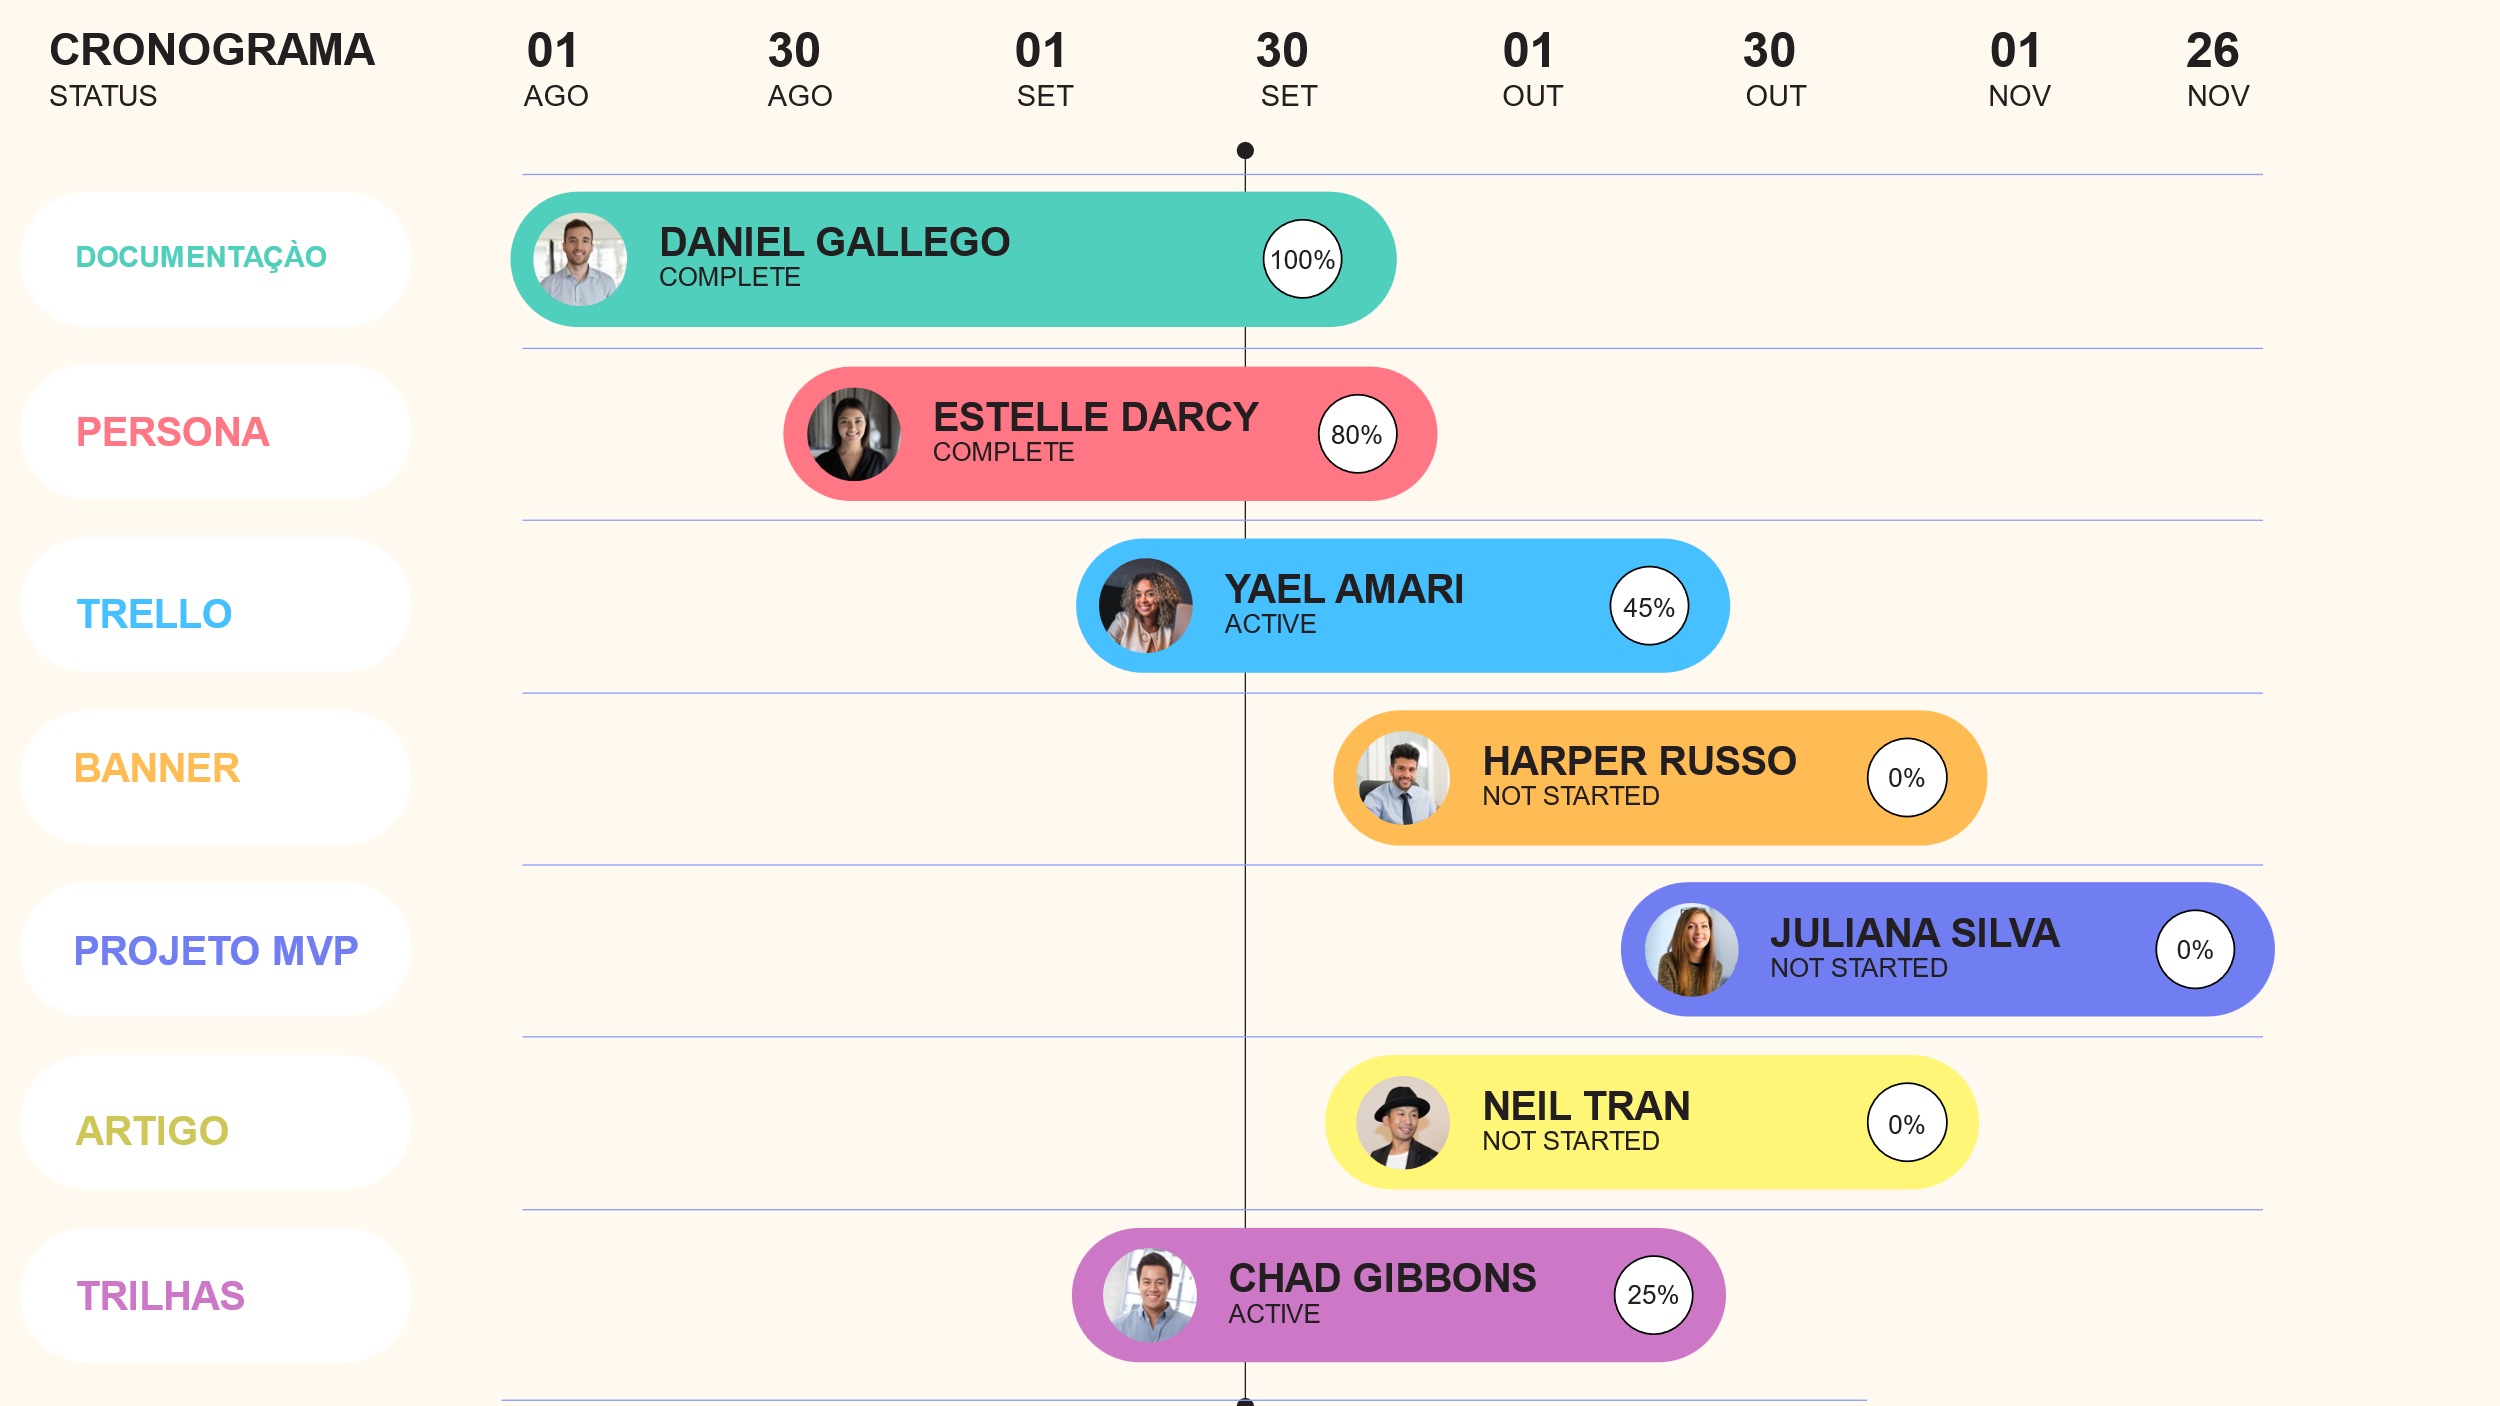 CRONOGRAMA
STATUS
01 30 01 30 01 30 01 26
AGO AGO SET SET OUT OUT NOV NOV
DOCUMENTAÇÀO
DANIEL GALLEGO
COMPLETE
100%
PERSONA
ESTELLE DARCY
COMPLETE
80%
TRELLO
YAEL AMARI
ACTIVE
45%
BANNER
HARPER RUSSO
NOT STARTED
0%
PROJETO MVP
JULIANA SILVA
NOT STARTED
0%
ARTIGO
NEIL TRAN
NOT STARTED
0%
TRILHAS
CHAD GIBBONS
ACTIVE
25%